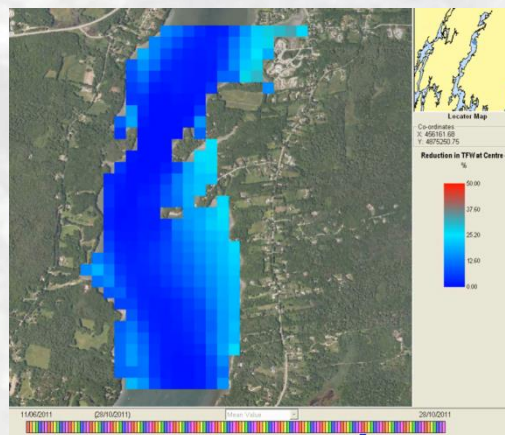 Locator Map
Co-ordinates
X: 456161.68
Y: 4875250.75
Reduction in TFW at Centre
%
50.00
37.60
25.20
12.60
0.00
11/06/2011
(28/10/2011)
Mean Value
28/10/2011